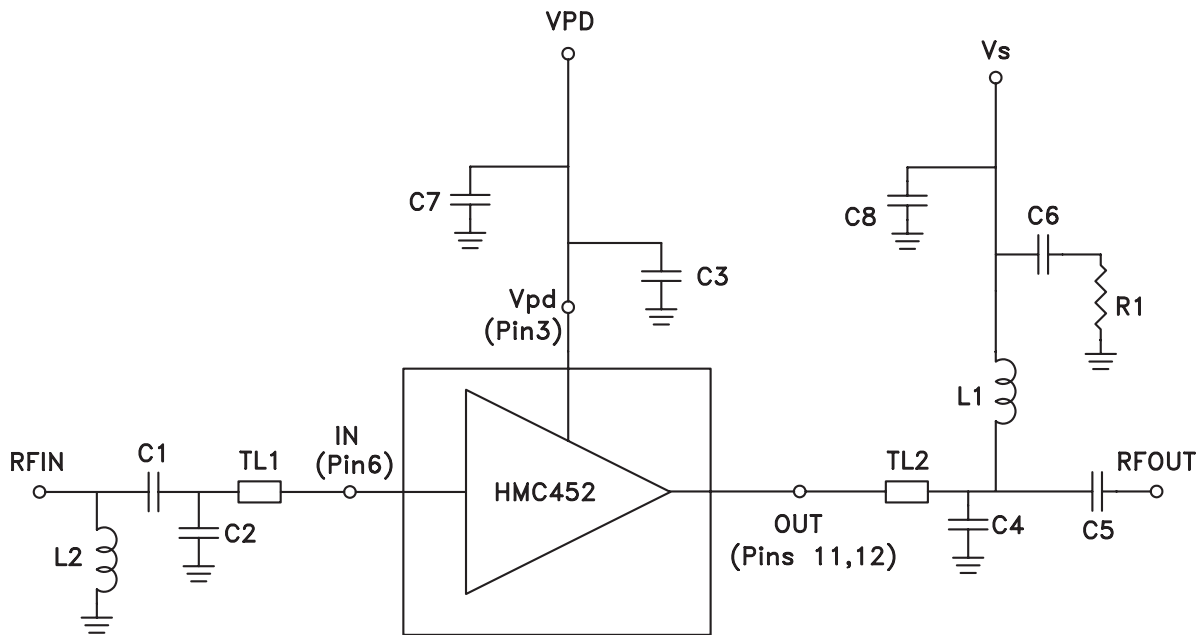 VPD
Vs
C7
C8
C6
C3
Vpd
(Pin3)
R1
L1
IN
(Pin6)
RFIN
C1
TL1
TL2
RFOUT
HMC452
C2
L2
OUT
(Pins 11,12)
C4
C5